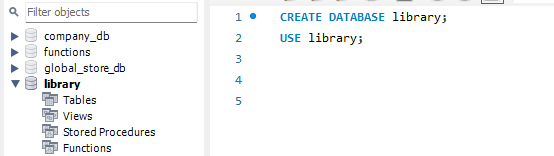 Filter objects
company_db
functions
global_store_db
library
Tables
Views
Stored Procedures
Functions
1 CREATE DATABASE library;
2 USE library;
3
4
5